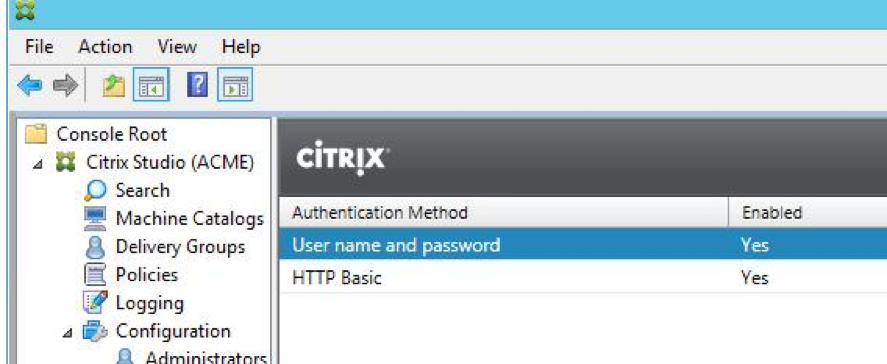 File Action View Help
Console Root
Citrix Studio (ACME)
Search
Machine Catalogs
Delivery Groups
Policies
Logging
Configuration
Administrators
CITRIX
Authentication Method Enabled
User name and password Yes
HTTP Basic Yes